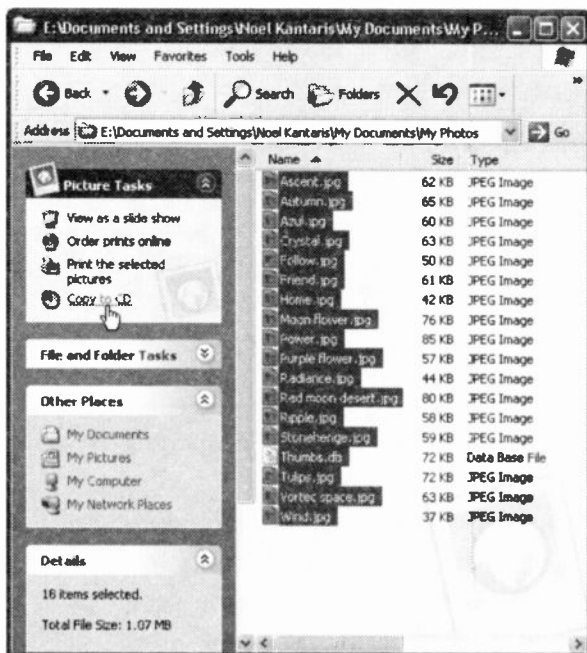 E:\Documents and Settings\Noel Kantaris\My Documents\My P...
File Edit View Favorites Tools Help
Back Search Folders
Address E:\Documents and Settings\Noel Kantaris\My Documents\My Photos Go
Picture Tasks
View as a slide show
Order prints online
Print the selected
pictures
Copy to CD
File and Folder Tasks
Other Places
My Documents
My Pictures
My Computer
My Network Places
Details
16 items selected.
Total File Size: 1.07 MB
Name Size Type
Ascent.jpg 62 KB JPEG Image
Autumn.jpg 65 KB JPEG Image
Azul.jpg 60 KB JPEG Image
Crystal.jpg 63 KB JPEG Image
Follow.jpg 50 KB JPEG Image
Friend.jpg 61 KB JPEG Image
Home.jpg 42 KB JPEG Image
Moon flower.jpg 76 KB JPEG Image
Power.jpg 85 KB JPEG Image
Purple flower.jpg 57 KB JPEG Image
Radiance.jpg 44 KB JPEG Image
Red moon desert.jpg 80 KB JPEG Image
Ripple.jpg 58 KB JPEG Image
Stonehenge.jpg 59 KB JPEG Image
Thumbs.db 72 KB Data Base File
Tulips.jpg 72 KB JPEG Image
Vortec space.jpg 63 KB JPEG Image
Wind.jpg 37 KB JPEG Image